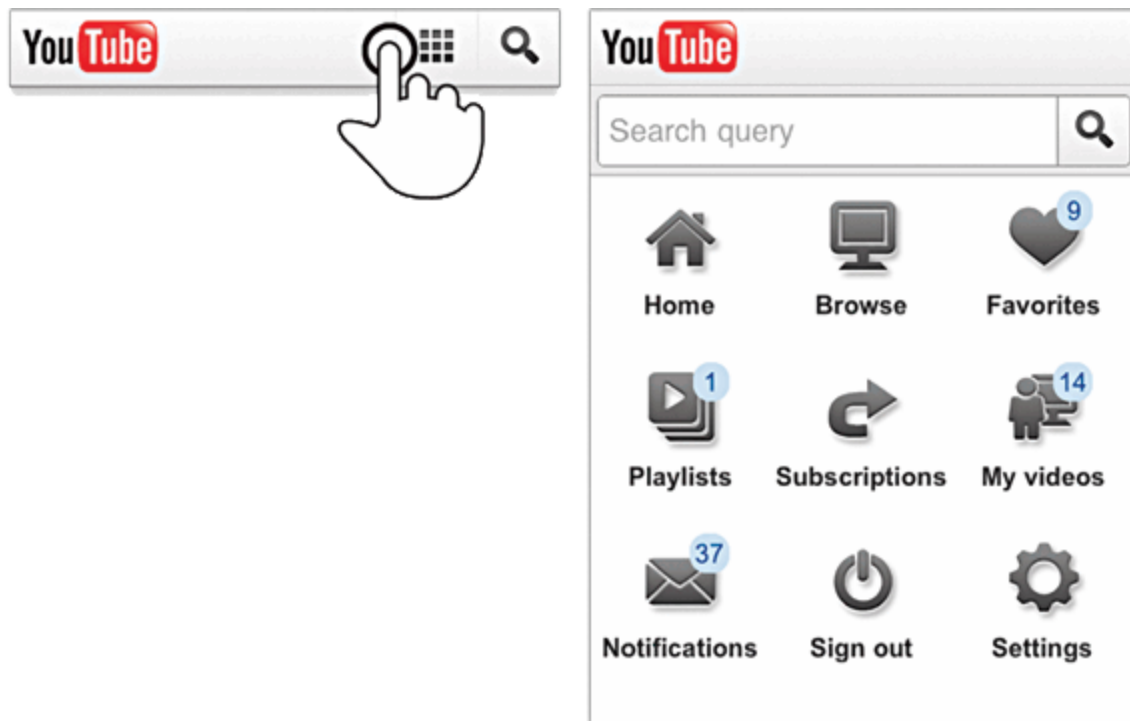 YouTube
YouTube
Search query
9
Home Browse Favorites
1 14
Playlists Subscriptions My videos
37
Notifications Sign out Settings